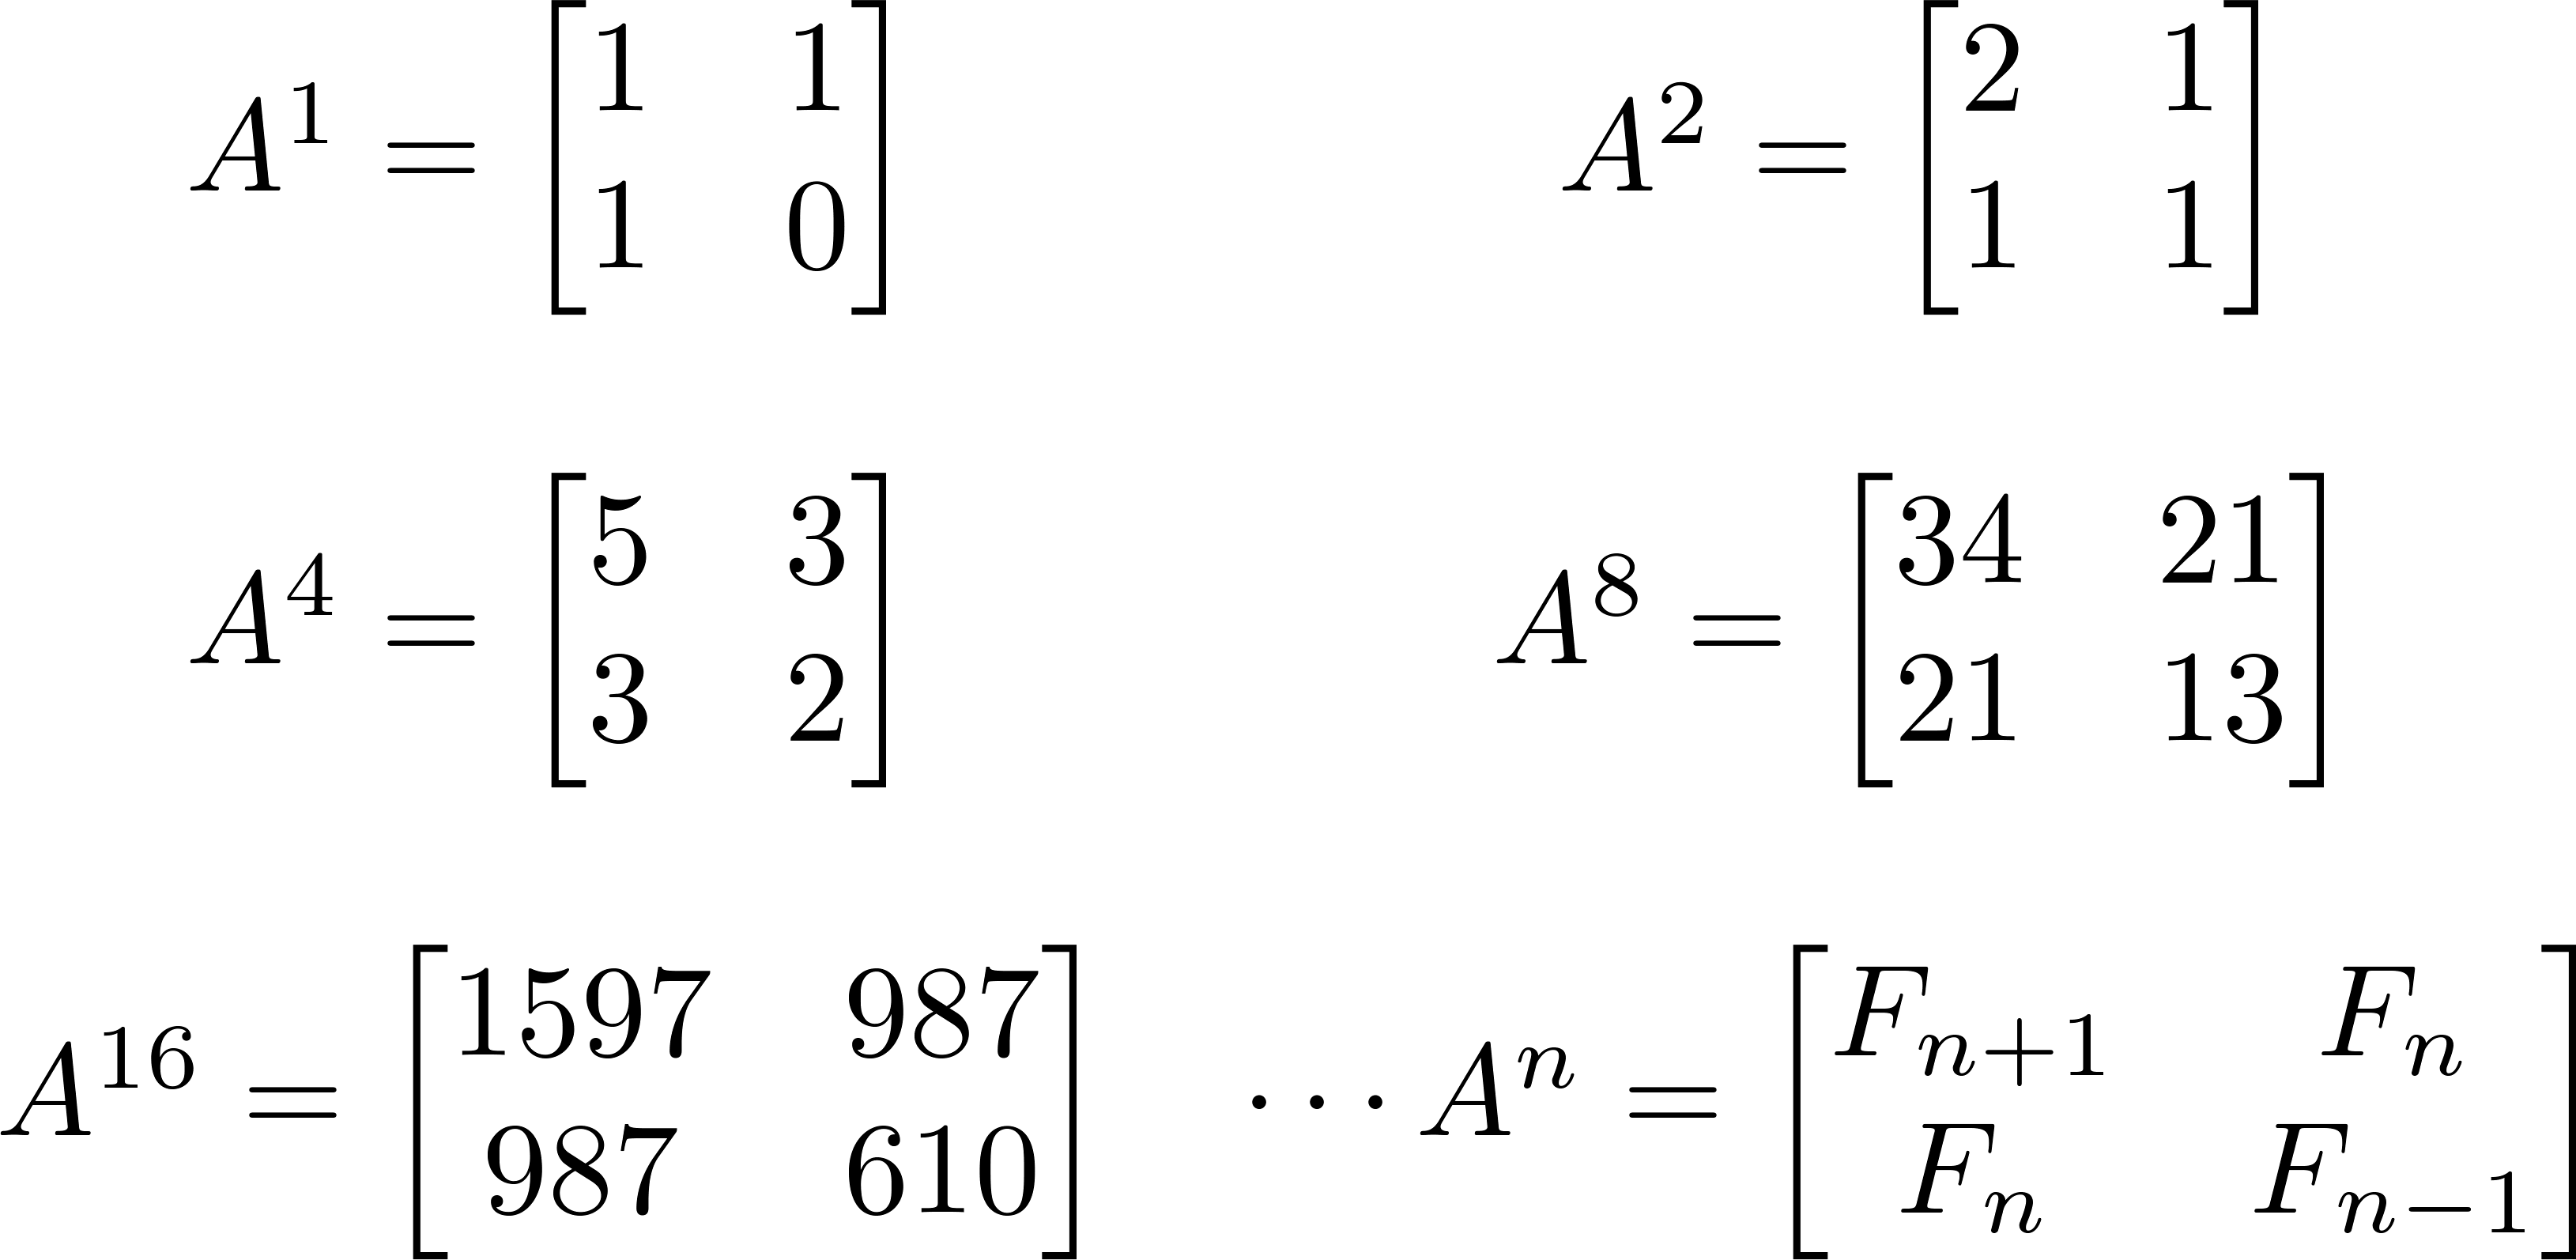 A^1 = [1 1; 1 0] A^2 = [2 1; 1 1]
A^4 = [5 3; 3 2] A^8 = [34 21; 21 13]
A^16 = [1597 987; 987 610] ⋯ A^n = [F_{n+1} F_n; F_n F_{n−1}]